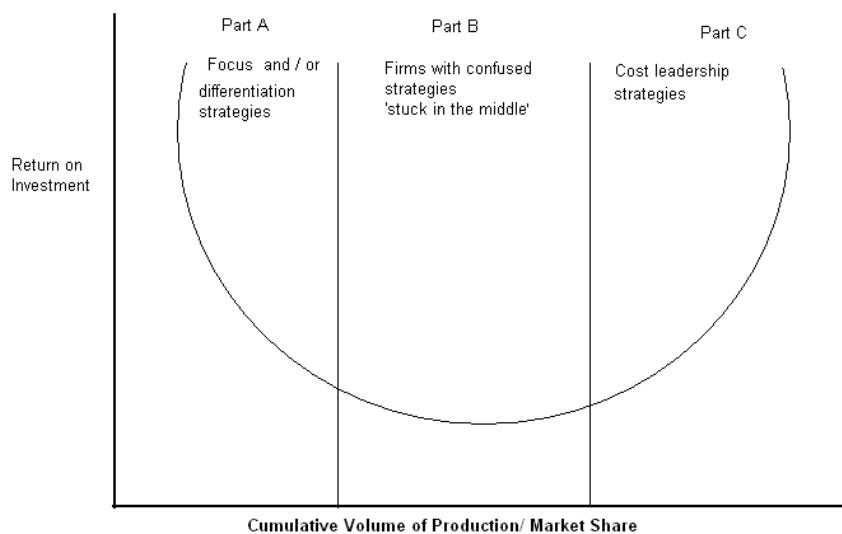 Part A
Part B
Part C
Focus and / or
differentiation
strategies
Firms with confused
strategies
'stuck in the middle'
Cost leadership
strategies
Return on
Investment
Cumulative Volume of Production/ Market Share